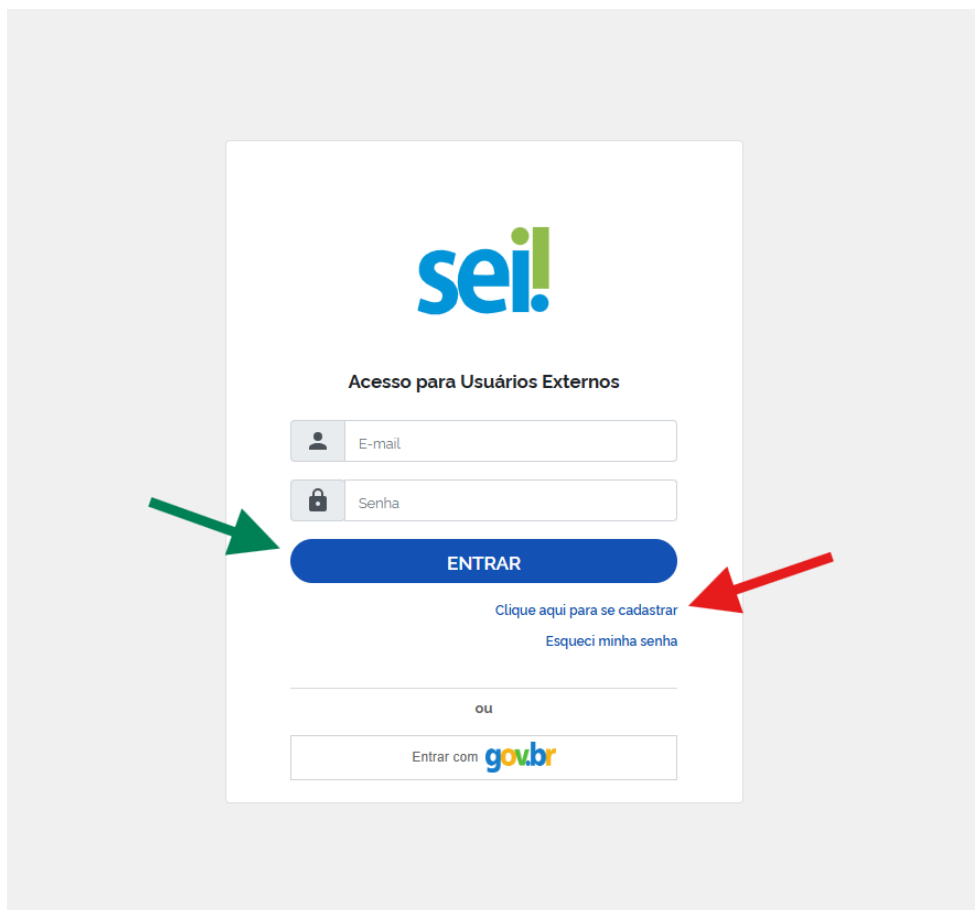 sei!
Acesso para Usuários Externos
E-mail
Senha
ENTRAR
Clique aqui para se cadastrar
Esqueci minha senha
ou
Entrar com gov.br